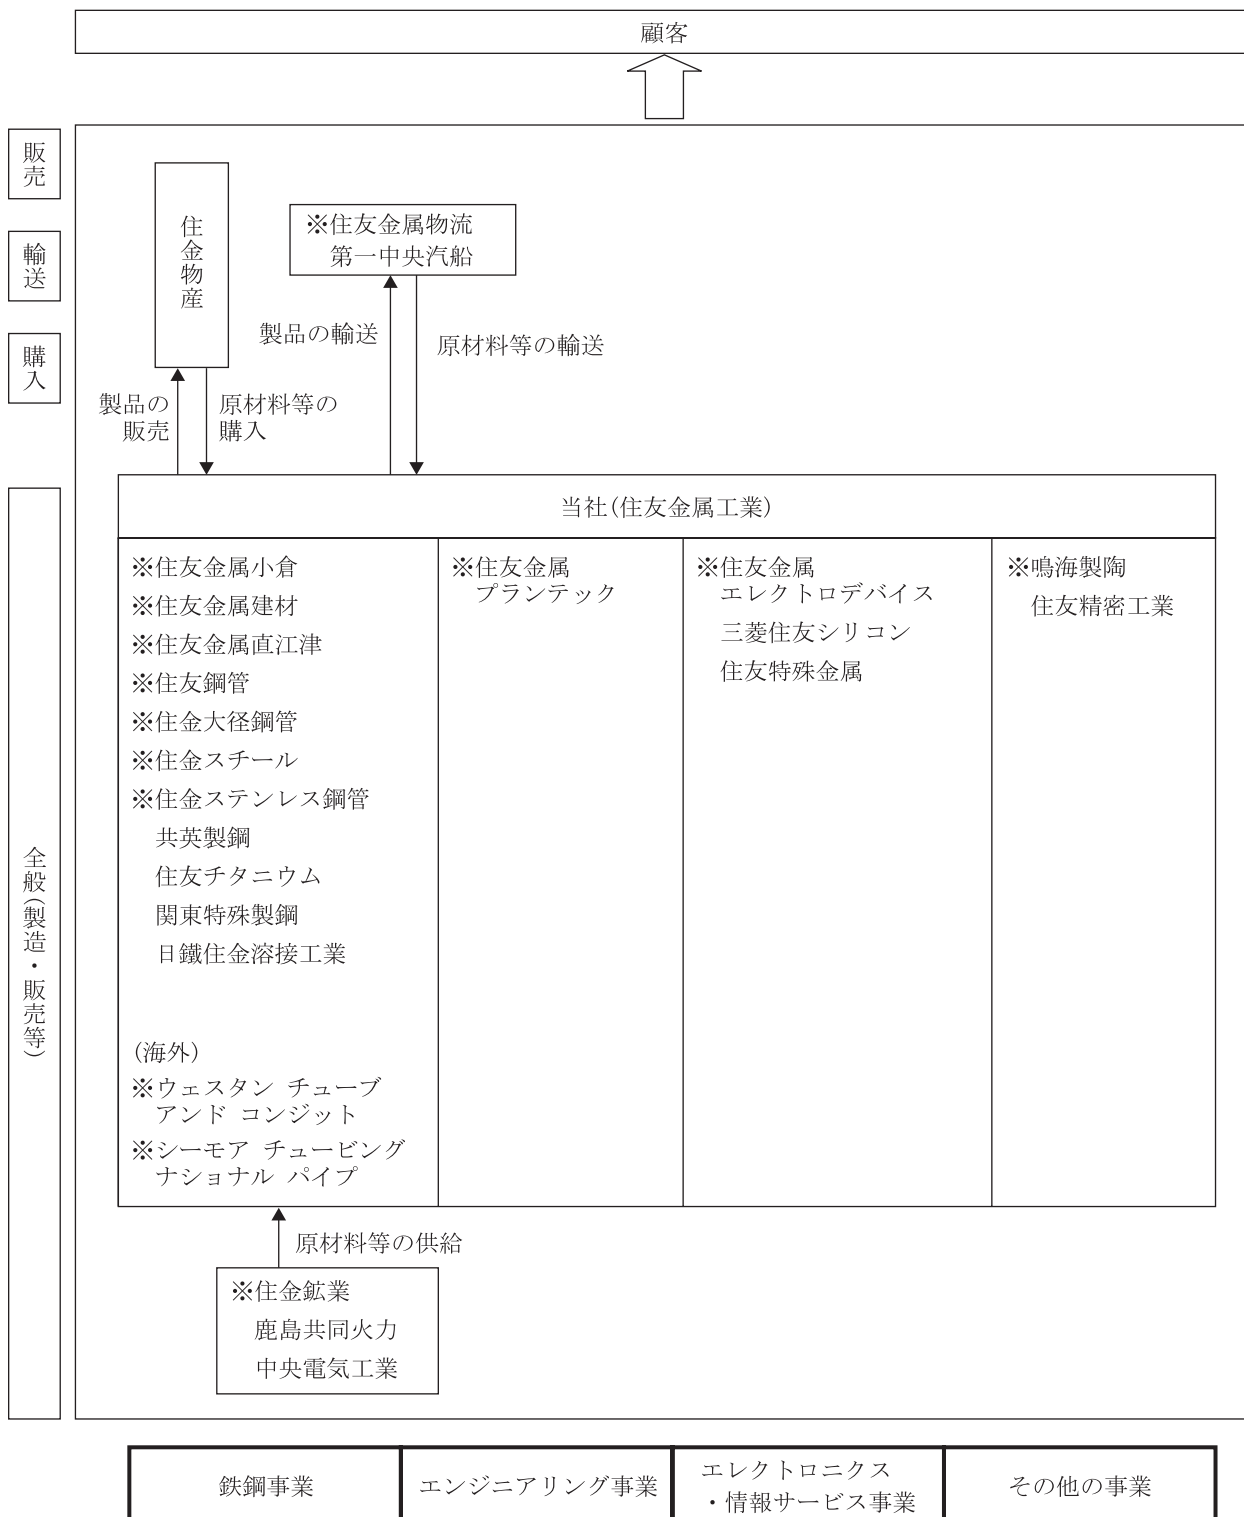 顧客
販売
輸送
購入
全般(製造・販売等)
住金物産
※住友金属物流
第一中央汽船
製品の輸送
原材料等の輸送
製品の
販売
原材料等の
購入
当社(住友金属工業)
※住友金属小倉
※住友金属建材
※住友金属直江津
※住友鋼管
※住金大径鋼管
※住金スチール
※住金ステンレス鋼管
共英製鋼
住友チタニウム
関東特殊製鋼
日鐵住金溶接工業
(海外)
※ウェスタン チューブ
アンド コンジット
※シーモア チュービング
ナショナル パイプ
※住友金属
プランテック
※住友金属
エレクトロデバイス
三菱住友シリコン
住友特殊金属
※鳴海製陶
住友精密工業
原材料等の供給
※住金鉱業
鹿島共同火力
中央電気工業
鉄鋼事業
エンジニアリング事業
エレクトロニクス
・情報サービス事業
その他の事業